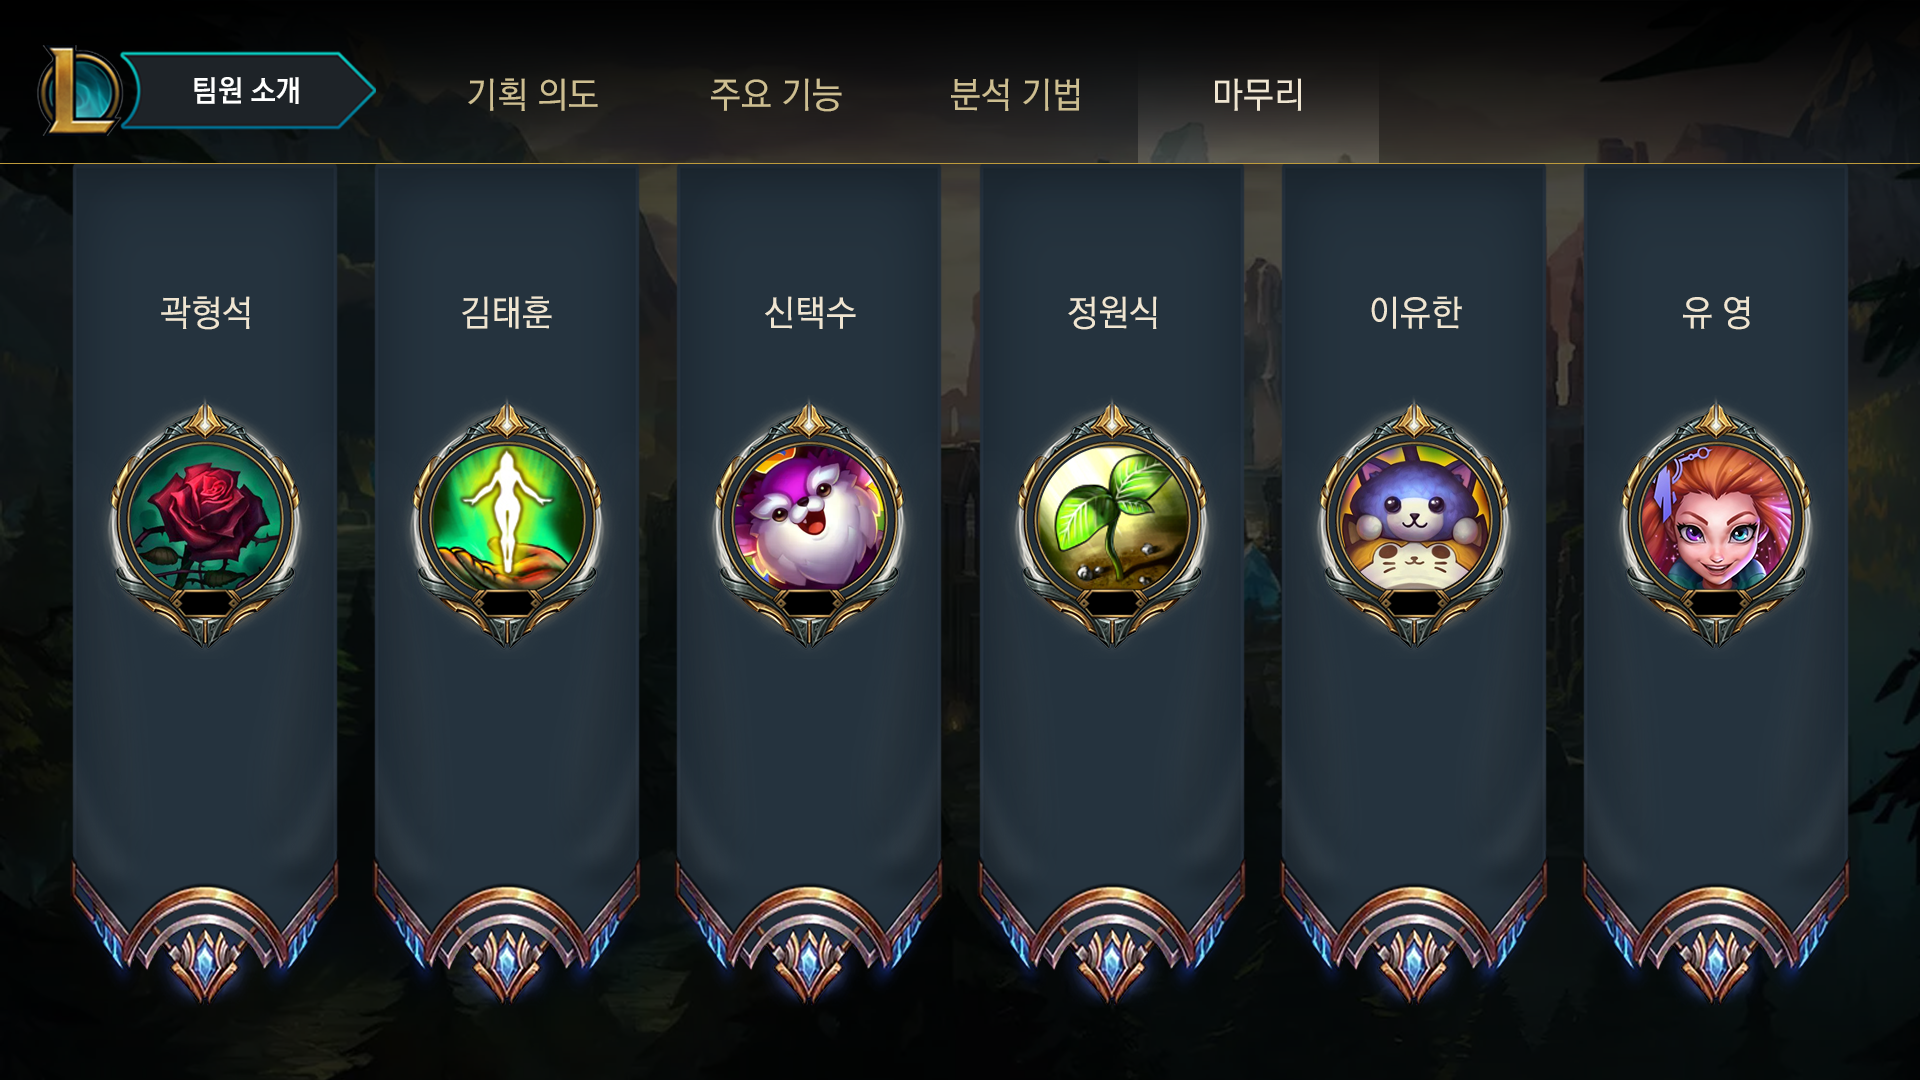 팀원 소개
기획 의도
주요 기능
분석 기법
마무리
곽형석
김태훈
신택수
정원식
이유한
유 영